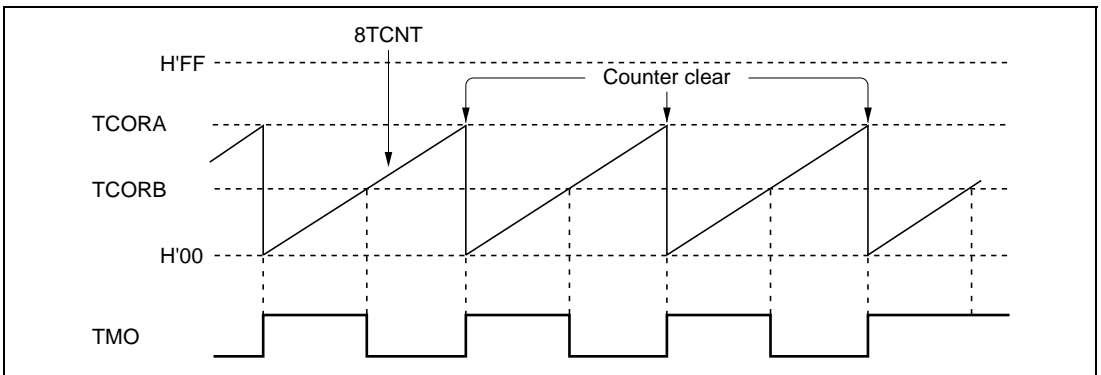 8TCNT
H'FF
Counter clear
TCORA
TCORB
H'00
TMO